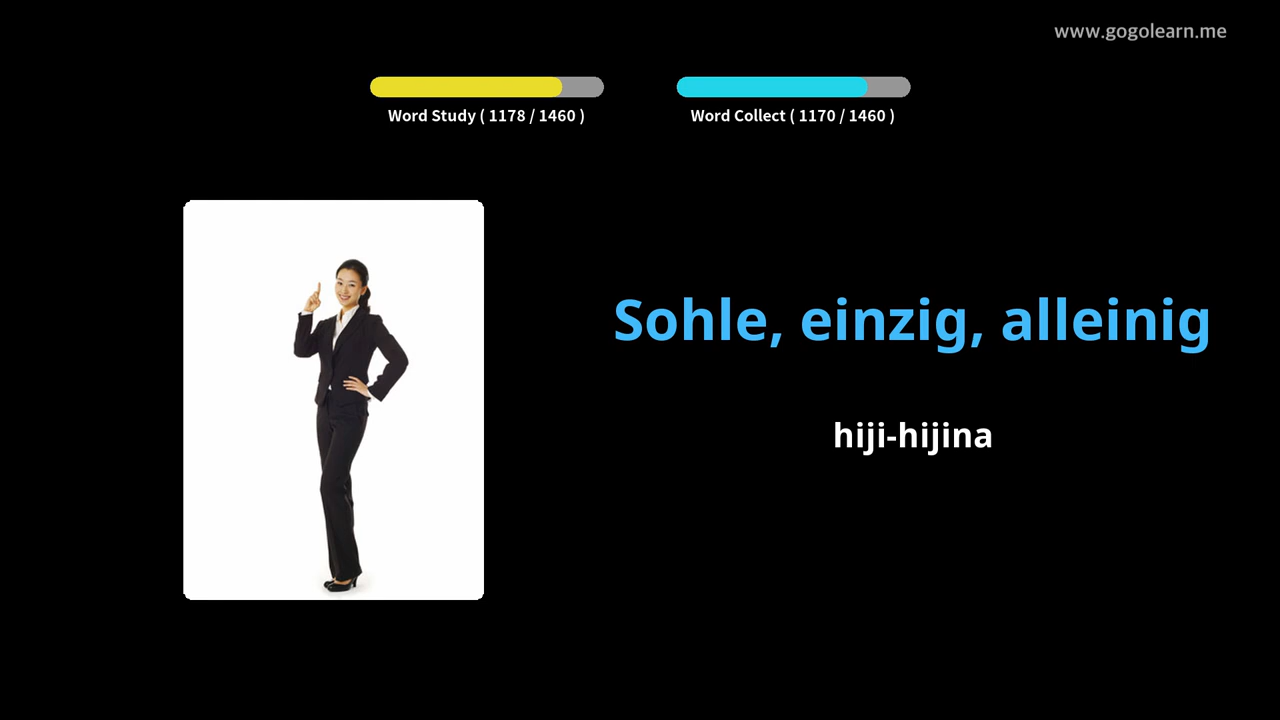 www.gogolearn.me
Word Study ( 1178 / 1460 )
Word Collect ( 1170 / 1460 )
Sohle, einzig, alleinig
hiji-hijina